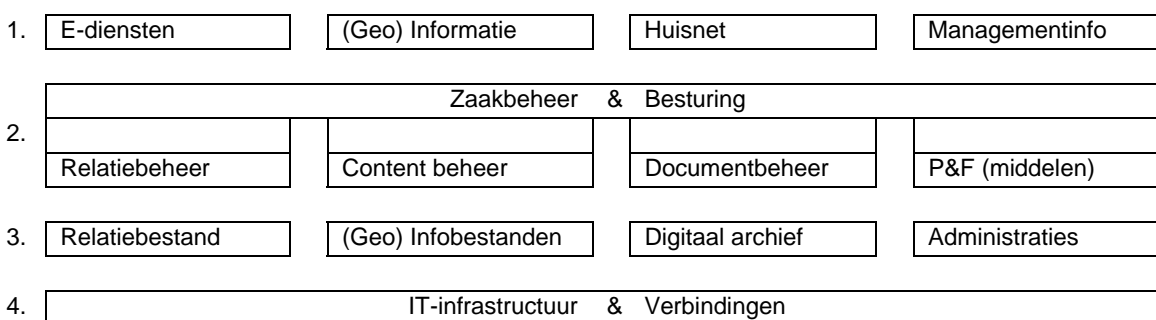 1. E-diensten (Geo) Informatie Huisnet Managementinfo
Zaakbeheer & Besturing
2.
Relatiebeheer Content beheer Documentbeheer P&F (middelen)
3. Relatiebestand (Geo) Infobestanden Digitaal archief Administraties
4. IT-infrastructuur & Verbindingen